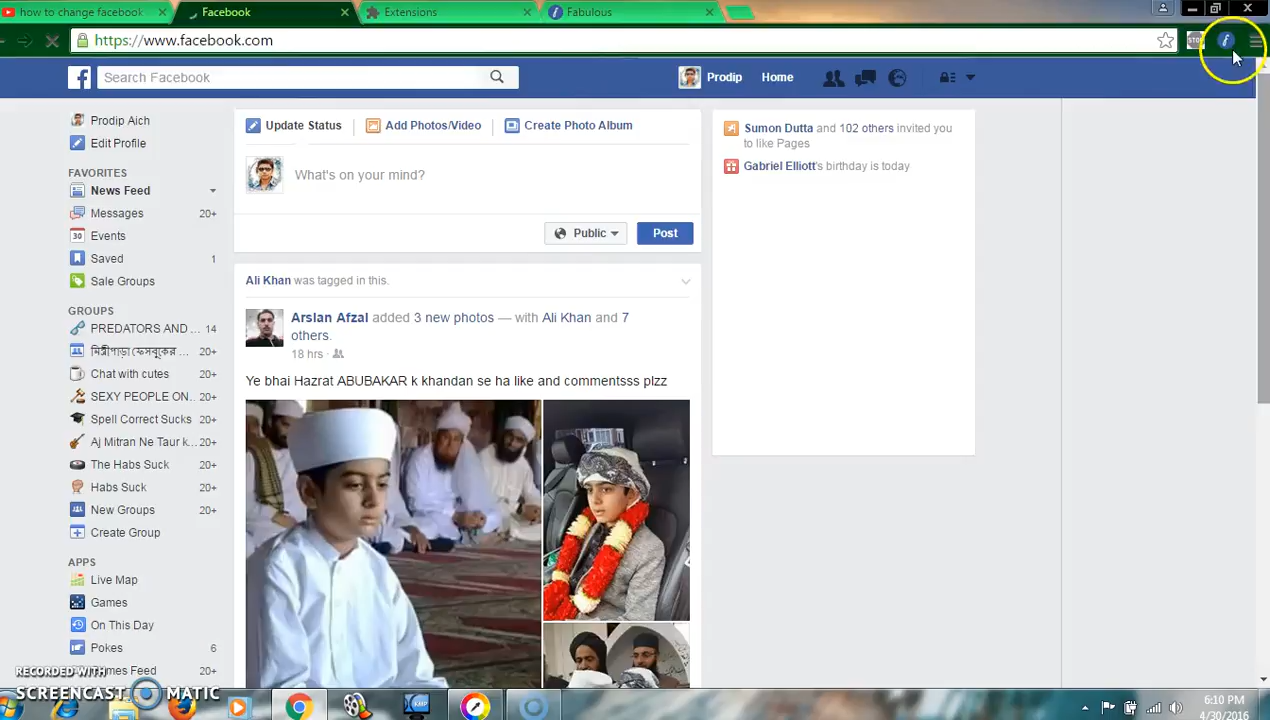 how to change facebook
Facebook
Extensions
Fabulous
https://www.facebook.com
STOP
Search Facebook
Prodip
Home
Prodip Aich
Edit Profile
FAVORITES
News Feed
Messages 20+
30 Events
Saved 1
Sale Groups
GROUPS
PREDATORS AND ... 14
মিস্ত্রীপাড়া ফেসবুকের ... 20+
Chat with cutes 20+
SEXY PEOPLE ON... 20+
Spell Correct Sucks 20+
Aj Mitran Ne Taur k... 20+
The Habs Suck 20+
Habs Suck 20+
New Groups 20+
Create Group
APPS
Live Map
Games
On This Day
Pokes 6
Games Feed 20+
Update Status
Add Photos/Video
Create Photo Album
What's on your mind?
Public
Post
Ali Khan was tagged in this.
Arslan Afzal added 3 new photos — with Ali Khan and 7
others.
18 hrs ·
Ye bhai Hazrat ABUBAKAR k khandan se ha like and commentsss plzz
Sumon Dutta and 102 others invited you
to like Pages
Gabriel Elliott's birthday is today
RECORDED WITH
SCREENCAST MATIC
6:10 PM
4/30/2016